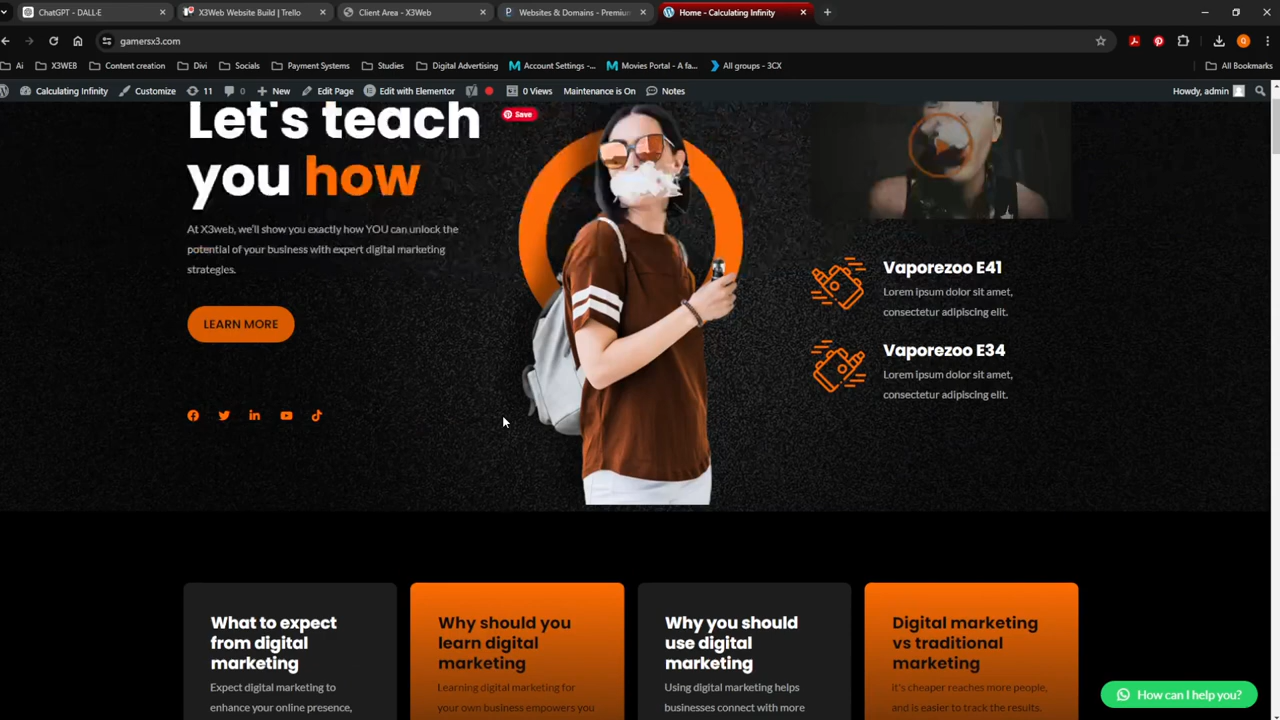 ChatGPT - DALL·E
X3Web Website Build | Trello
Client Area - X3Web
Websites & Domains - Premium
Home - Calculating Infinity
gamersx3.com
Ai
X3WEB
Content creation
Divi
Socials
Payment Systems
Studies
Digital Advertising
Account Settings -...
Movies Portal - A fa...
All groups - 3CX
All Bookmarks
Calculating Infinity
Customize
11
0
New
Edit Page
Edit with Elementor
0 Views
Maintenance is On
Notes
Howdy, admin
Let's teach
you how
At X3web, we'll show you exactly how YOU can unlock the
potential of your business with expert digital marketing
strategies.
LEARN MORE
Save
Vaporezoo E41
Lorem ipsum dolor sit amet,
consectetur adipiscing elit.
Vaporezoo E34
Lorem ipsum dolor sit amet,
consectetur adipiscing elit.
What to expect
from digital
marketing
Expect digital marketing to
enhance your online presence,
Why should you
learn digital
marketing
Learning digital marketing for
your own business empowers you
Why you should
use digital
marketing
Using digital marketing helps
businesses connect with more
Digital marketing
vs traditional
marketing
It's cheaper reaches more people,
and is easier to track the results.
How can I help you?